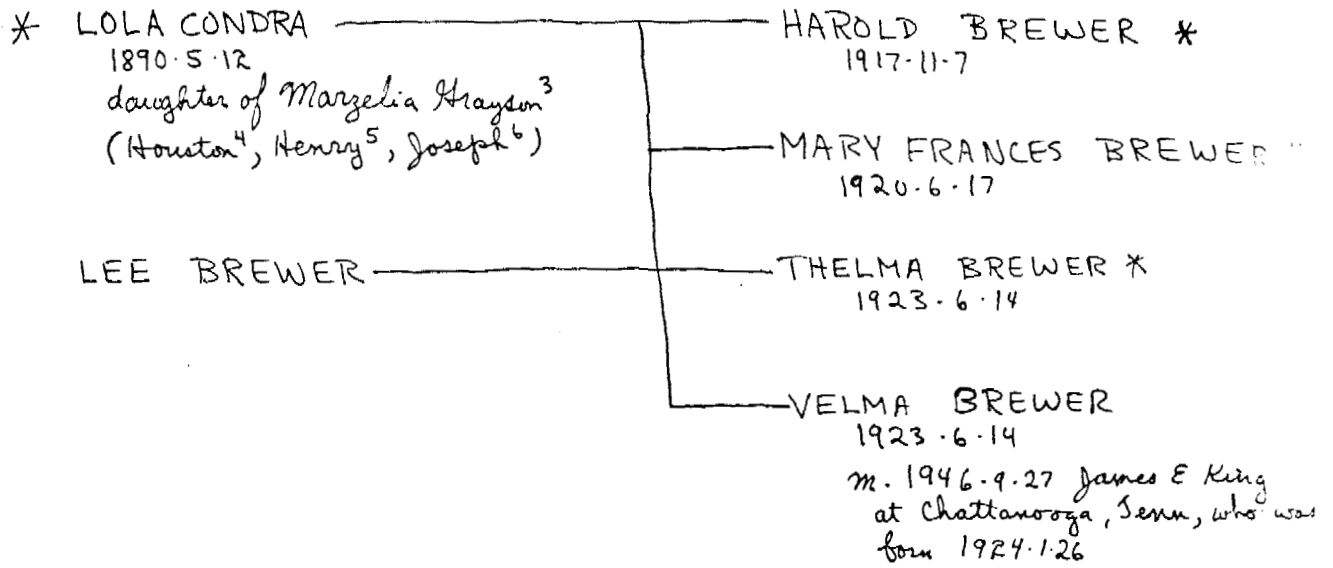 * LOLA CONDRA
1890.5.12
daughter of Marzelia Grayson³
(Houston⁴, Henry⁵, Joseph⁶)
LEE BREWER
HAROLD BREWER *
1917-11-7
MARY FRANCES BREWER
1920.6.17
THELMA BREWER *
1923.6.14
VELMA BREWER
1923.6.14
m. 1946.9.27 James E King
at Chattanooga, Tenn, who was
born 1924.1.26